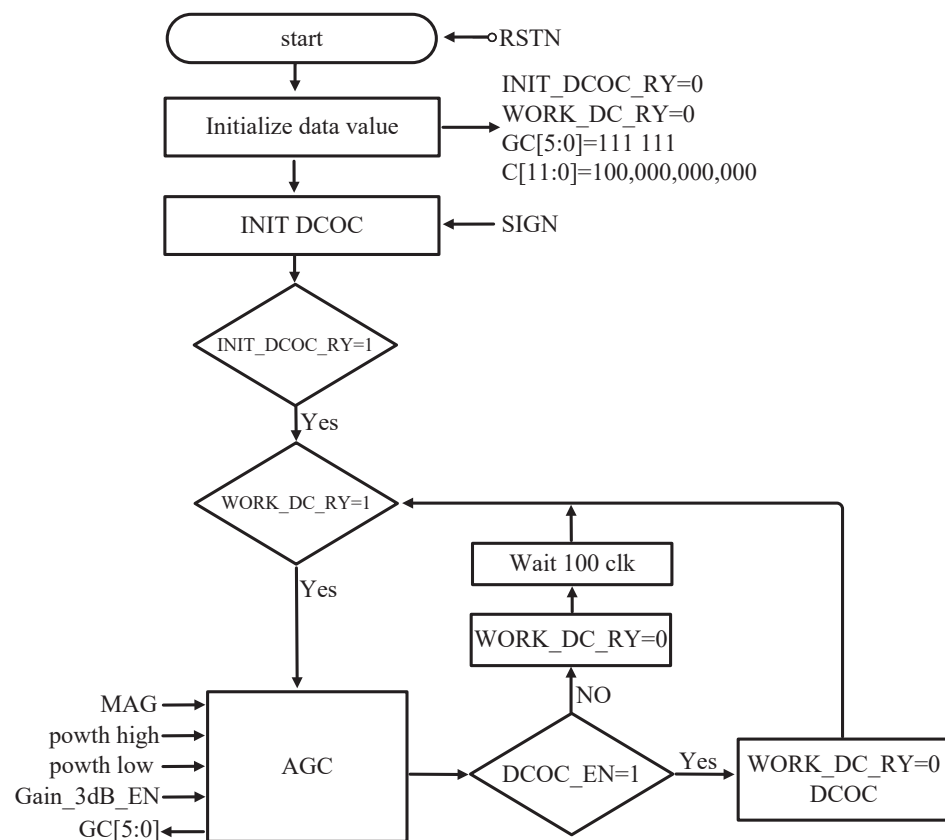 start
RSTN
Initialize data value
INIT_DCOC_RY=0
WORK_DC_RY=0
GC[5:0]=111 111
C[11:0]=100,000,000,000
INIT DCOC
SIGN
INIT_DCOC_RY=1
Yes
WORK_DC_RY=1
Yes
Wait 100 clk
WORK_DC_RY=0
NO
MAG
powth high
powth low
Gain_3dB_EN
GC[5:0]
AGC
DCOC_EN=1
Yes
WORK_DC_RY=0
DCOC